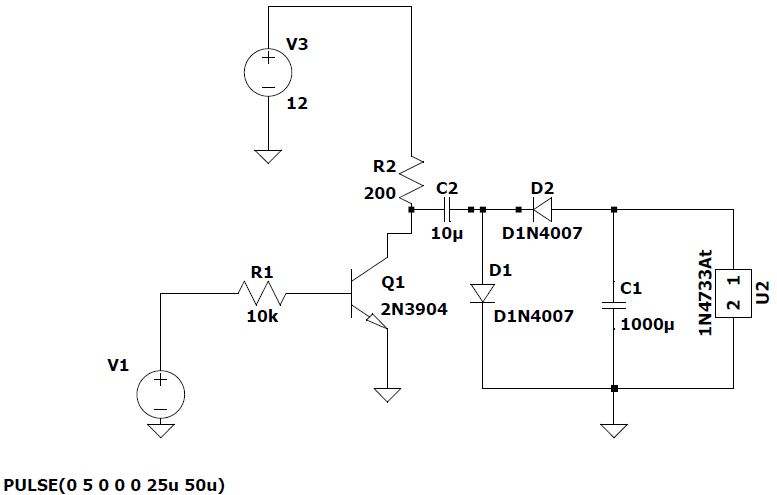 V3
+
−
12
R2
200
C2
10µ
D2
D1N4007
R1
10k
Q1
2N3904
D1
D1N4007
C1
1000µ
1N4733At
1
2
U2
V1
+
−
PULSE(0 5 0 0 0 25u 50u)